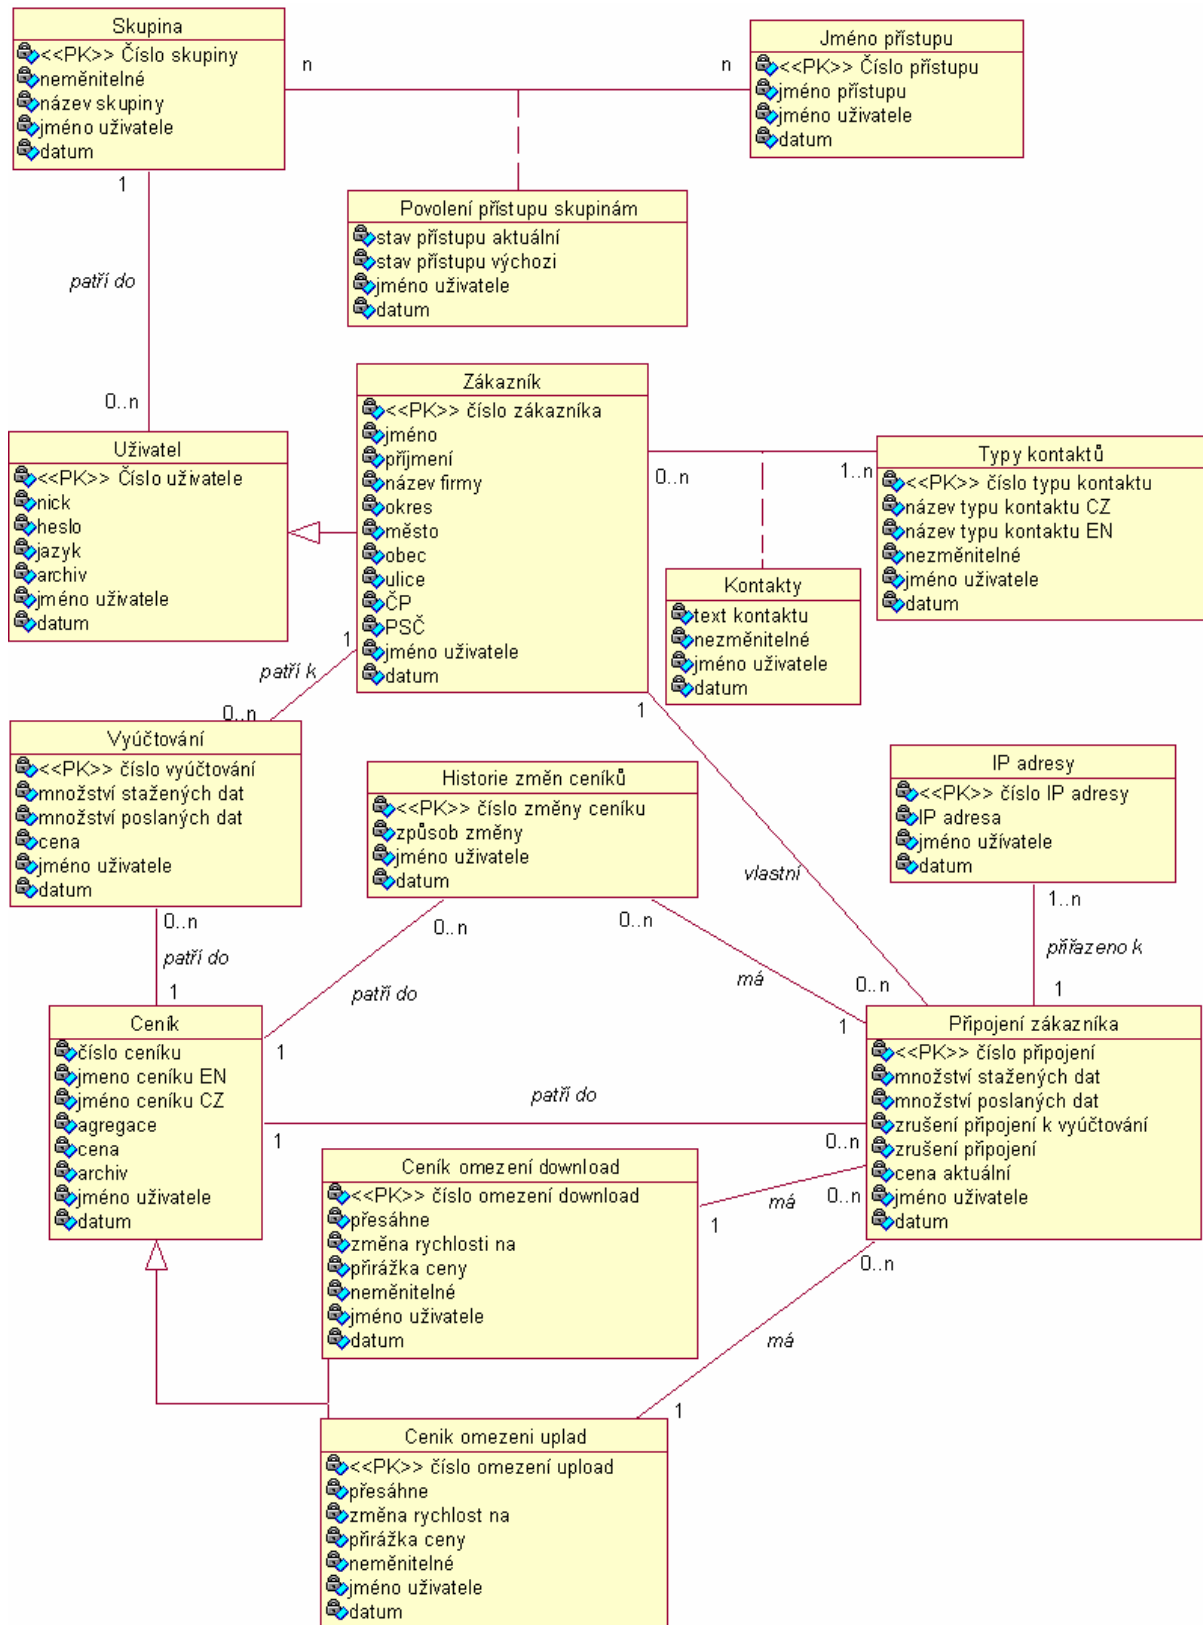 Skupina
<<PK>> Číslo skupiny
neměnitelné
název skupiny
jméno uživatele
datum
n
n
Jméno přístupu
<<PK>> Číslo přístupu
jméno přístupu
jméno uživatele
datum
1
Povolení přístupu skupinám
stav přístupu aktuální
stav přístupu výchozi
jméno uživatele
datum
patří do
0..n
Zákazník
<<PK>> číslo zákazníka
jméno
příjmení
název firmy
okres
město
obec
ulice
ČP
PSČ
jméno uživatele
datum
Uživatel
<<PK>> Číslo uživatele
nick
heslo
jazyk
archiv
jméno uživatele
datum
0..n
1..n
Typy kontaktů
<<PK>> číslo typu kontaktu
název typu kontaktu CZ
název typu kontaktu EN
nezměnitelné
jméno uživatele
datum
Kontakty
text kontaktu
nezměnitelné
jméno uživatele
datum
1
patří k
0..n
1
Vyúčtování
<<PK>> číslo vyúčtování
množství stažených dat
množství poslaných dat
cena
jméno uživatele
datum
Historie změn ceníků
<<PK>> číslo změny ceníku
způsob změny
jméno uživatele
datum
IP adresy
<<PK>> číslo IP adresy
IP adresa
jméno užívatele
datum
vlastní
0..n
patří do
1
0..n
0..n
1..n
přiřazeno k
1
patří do
má
0..n
1
1
Ceník
číslo ceníku
jmeno ceníku EN
jméno ceníku CZ
agregace
cena
archiv
jméno uživatele
datum
Připojení zákazníka
<<PK>> číslo připojení
množství stažených dat
množství poslaných dat
zrušení připojení k vyúčtování
zrušení připojení
cena aktuální
jméno uživatele
datum
patří do
1
0..n
Ceník omezení download
<<PK>> číslo omezení download
přesáhne
změna rychlosti na
přirážka ceny
neměnitelné
jméno uživatele
datum
1
má
0..n
0..n
má
1
Cenik omezeni uplad
<<PK>> číslo omezení upload
přesáhne
změna rychlost na
přirážka ceny
neměnitelné
jméno uživatele
datum